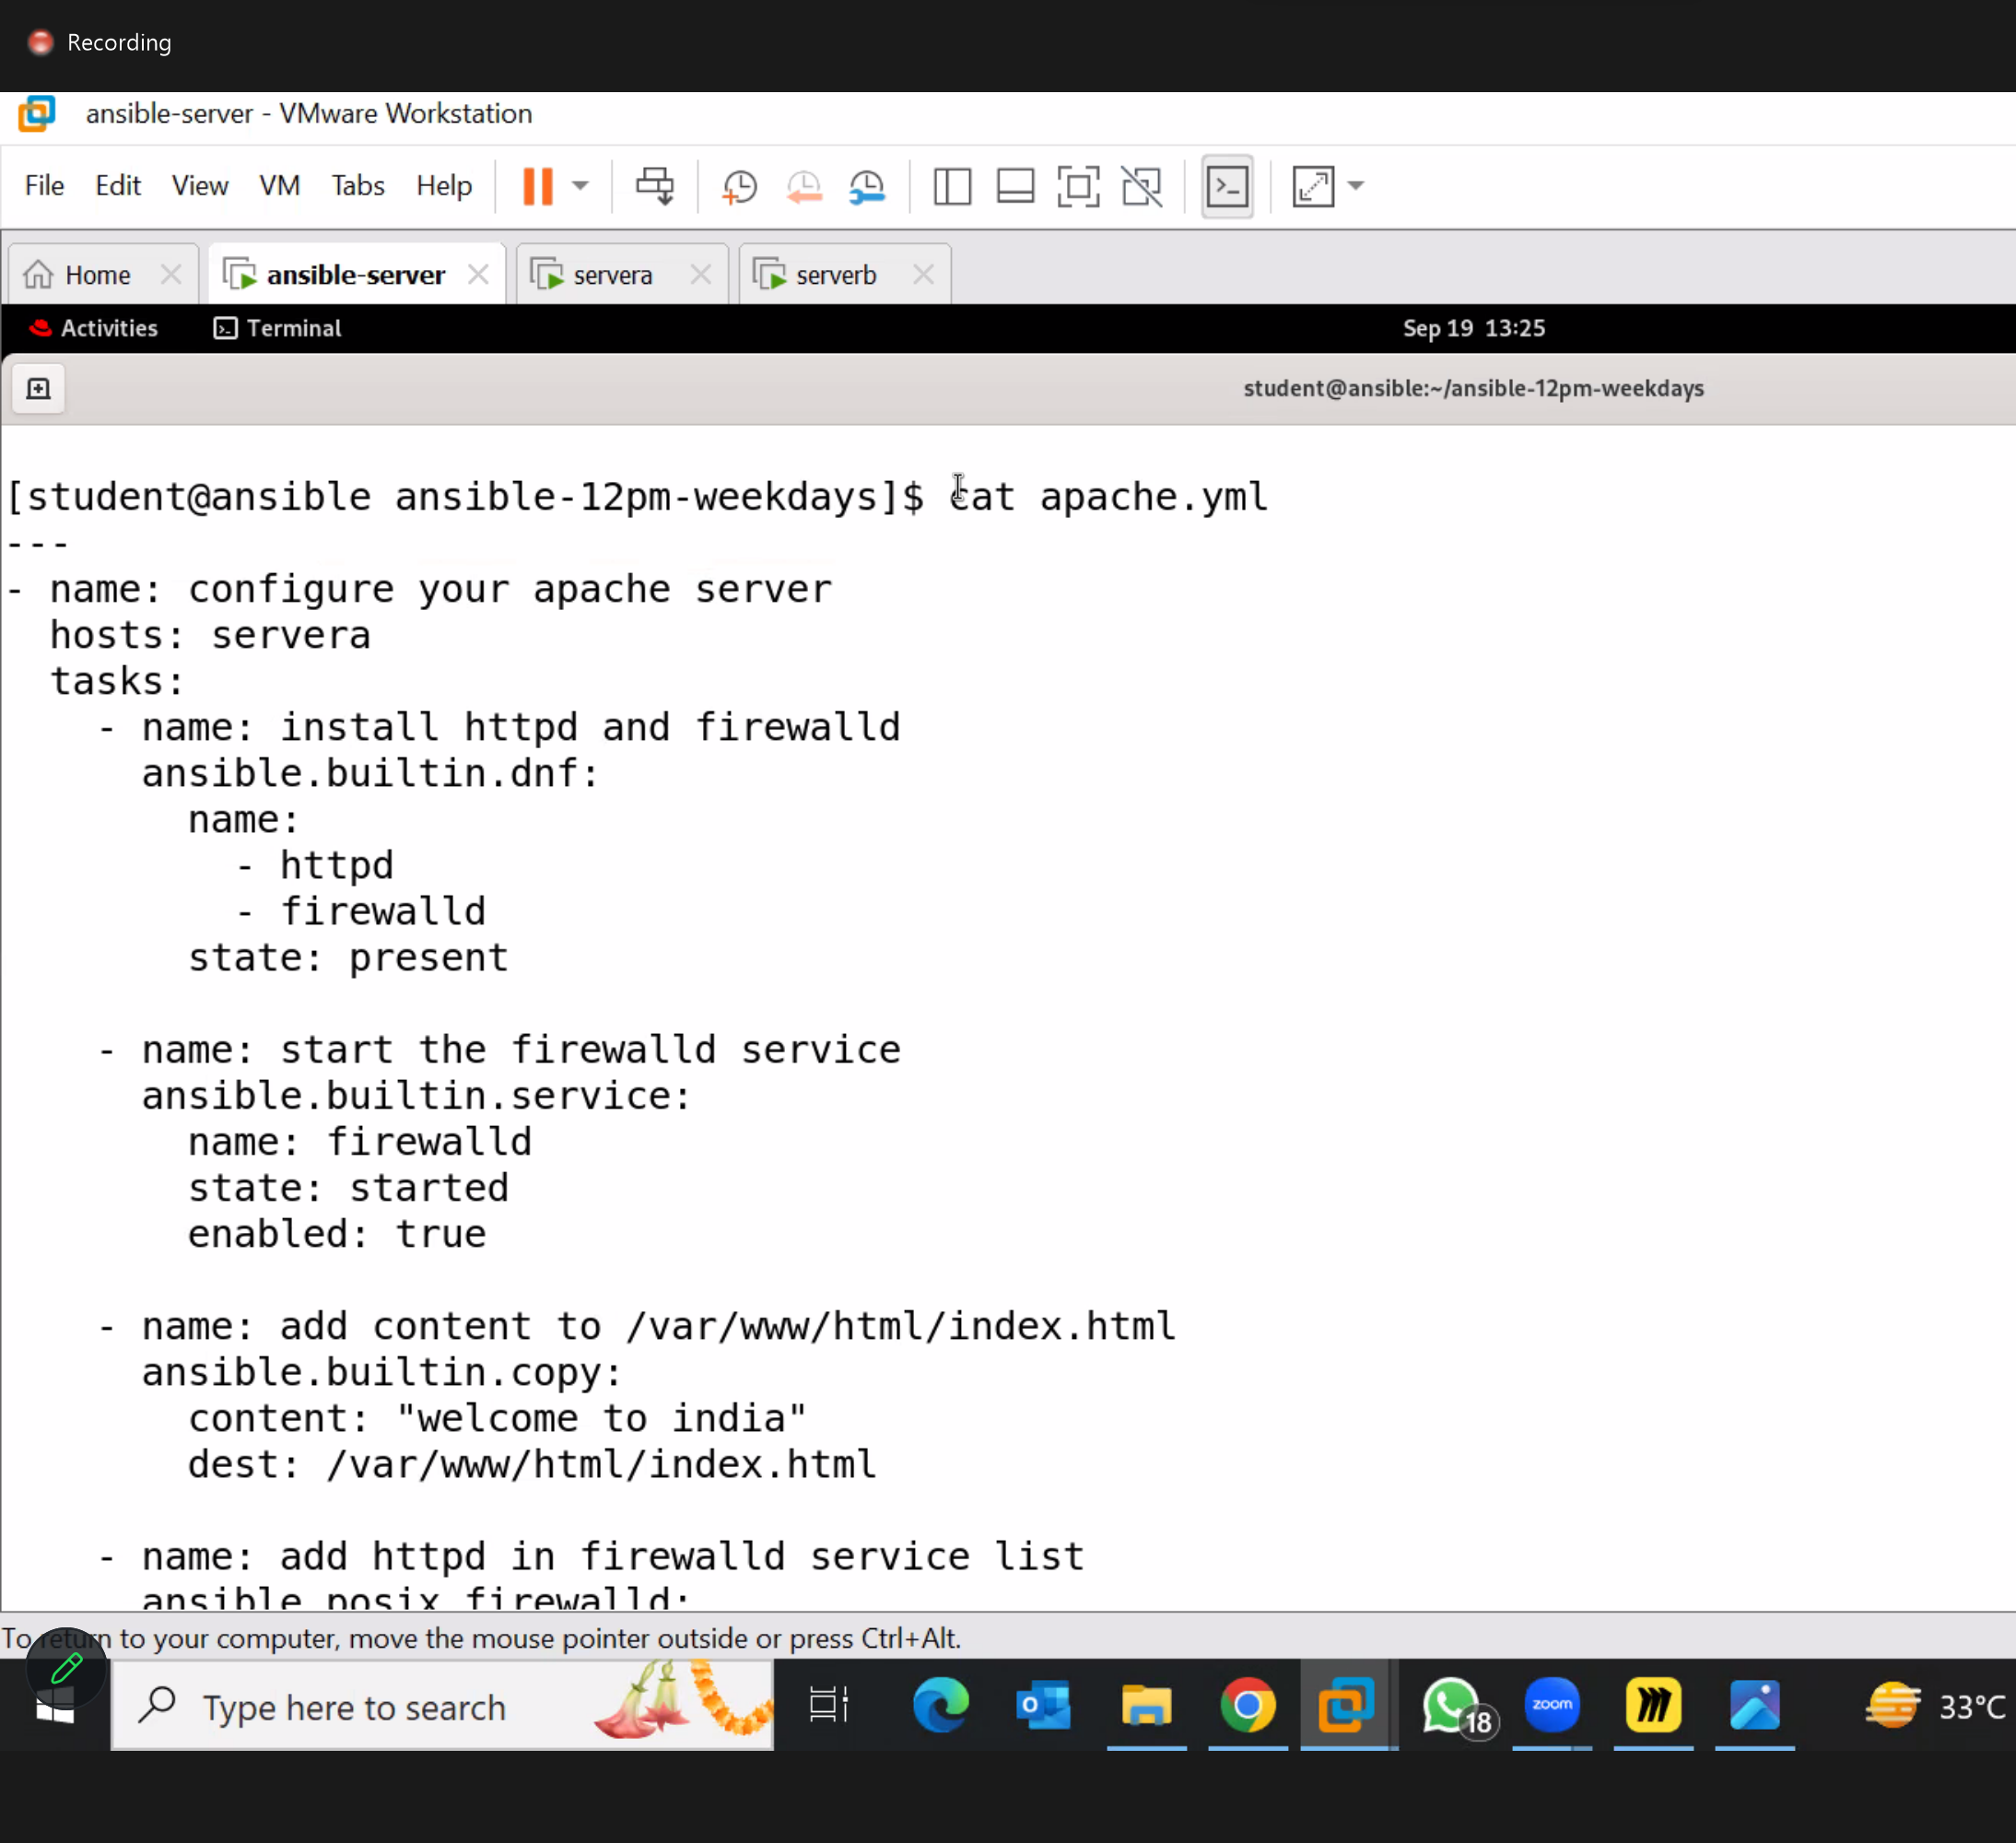 Recording
ansible-server - VMware Workstation
File Edit View VM Tabs Help
Home ansible-server servera serverb
Activities Terminal Sep 19 13:25
student@ansible:~/ansible-12pm-weekdays
[student@ansible ansible-12pm-weekdays]$ cat apache.yml
---
- name: configure your apache server
  hosts: servera
  tasks:
    - name: install httpd and firewalld
      ansible.builtin.dnf:
        name:
          - httpd
          - firewalld
        state: present
    - name: start the firewalld service
      ansible.builtin.service:
        name: firewalld
        state: started
        enabled: true
    - name: add content to /var/www/html/index.html
      ansible.builtin.copy:
        content: "welcome to india"
        dest: /var/www/html/index.html
    - name: add httpd in firewalld service list
      ansible.posix.firewalld:
To return to your computer, move the mouse pointer outside or press Ctrl+Alt.
Type here to search
18
zoom
33°C